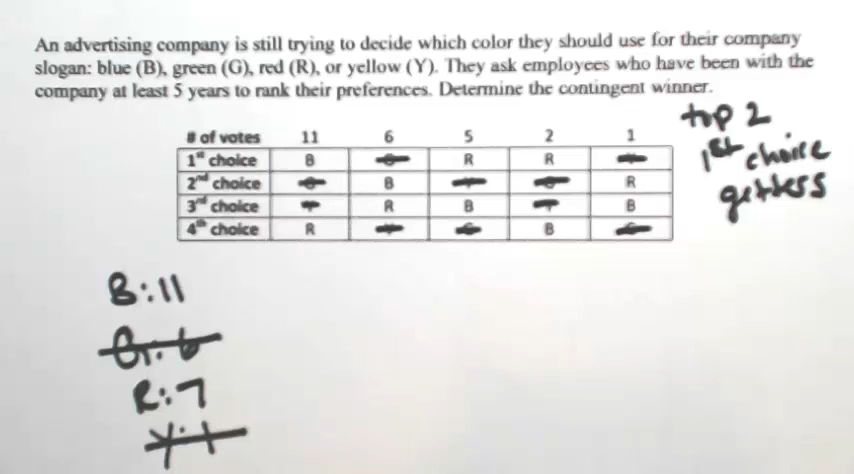 An advertising company is still trying to decide which color they should use for their company
slogan: blue (B), green (G), red (R), or yellow (Y). They ask employees who have been with the
company at least 5 years to rank their preferences. Determine the contingent winner.
top 2
1st choice
getters
# of votes 11 6 5 2 1
1st choice B G R R
2nd choice G B Y G R
3rd choice Y R B Y B
4th choice R Y G B G
B:11
G: 6
R:7
Y:1